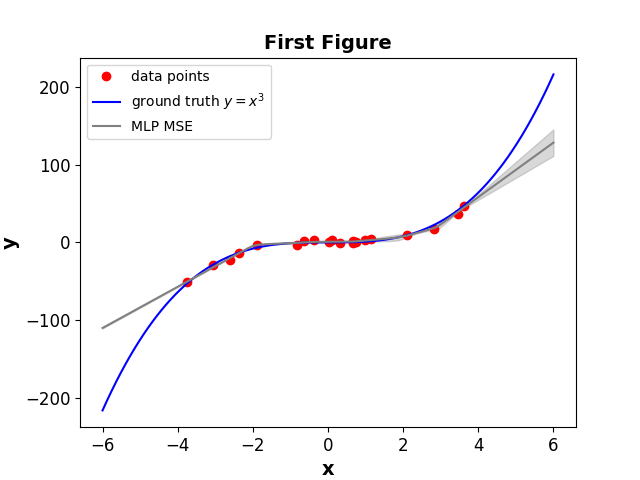 First Figure
data points
ground truth $y = x^3$
MLP MSE
y
200
100
0
−100
−200
−6
−4
−2
0
2
4
6
x